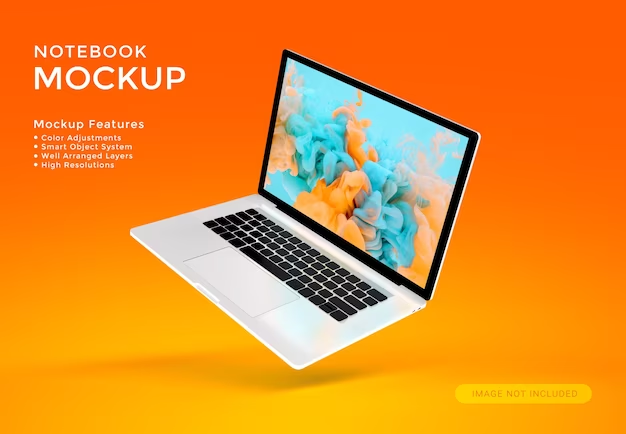 NOTEBOOK
MOCKUP
Mockup Features
• Color Adjustments
• Smart Object System
• Well Arranged Layers
• High Resolutions
IMAGE NOT INCLUDED